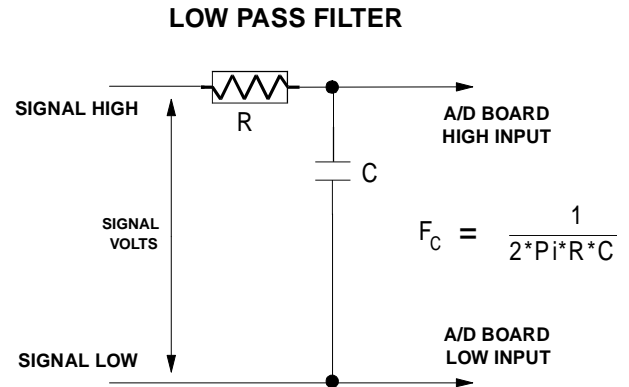 LOW PASS FILTER
SIGNAL HIGH
R
A/D BOARD
HIGH INPUT
C
SIGNAL
VOLTS
F_C = 1
2*Pi*R*C
SIGNAL LOW
A/D BOARD
LOW INPUT